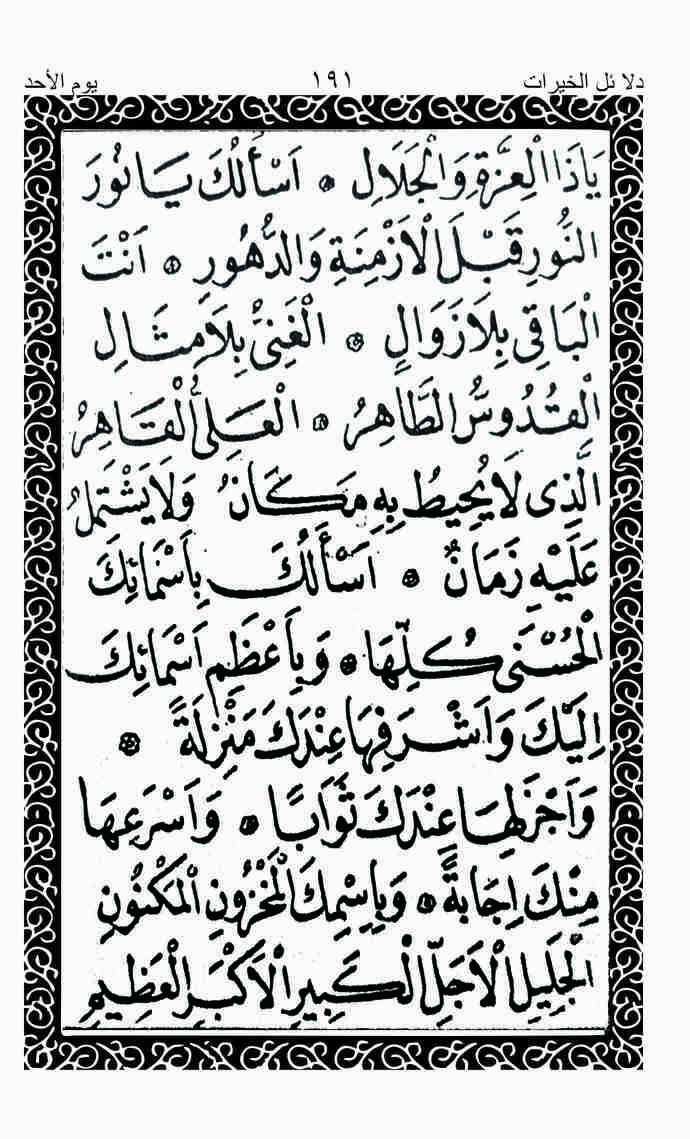 دلا ئل الخيرات ١٩١ يوم الأحد
يَاذَا الْعِزَّةِ وَالْجَلَالِ ۞ اَسْأَلُكَ يَا نُورَ
النُّورِ قَبْلَ الْاَزْمِنَةِ وَالدُّهُورِ ۞ اَنْتَ
الْبَاقِى بِلَا زَوَالٍ ۞ الْغَنِىُّ بِلَا مِثَالٍ
الْقُدُّوسُ الطَّاهِرُ ۞ الْعَلِىُّ الْقَاهِرُ
الَّذِى لَا يُحِيطُ بِهِ مَكَانٌ وَلَا يَشْتَمِلُ
عَلَيْهِ زَمَانٌ ۞ اَسْأَلُكَ بِاَسْمَائِكَ
الْحُسْنَى كُلِّهَا ۞ وَبِاَعْظَمِ اَسْمَائِكَ
اِلَيْكَ وَاَشْرَفِهَا عِنْدَكَ مَنْزِلَةً ۞
وَاَجْزَلِهَا عِنْدَكَ ثَوَابًا ۞ وَاَسْرَعِهَا
مِنْكَ اِجَابَةً ۞ وَبِاِسْمِكَ الْمَخْزُونِ الْمَكْنُونِ
الْجَلِيلِ الْاَجَلِّ الْكَبِيرِ الْاَكْبَرِ الْعَظِيمِ